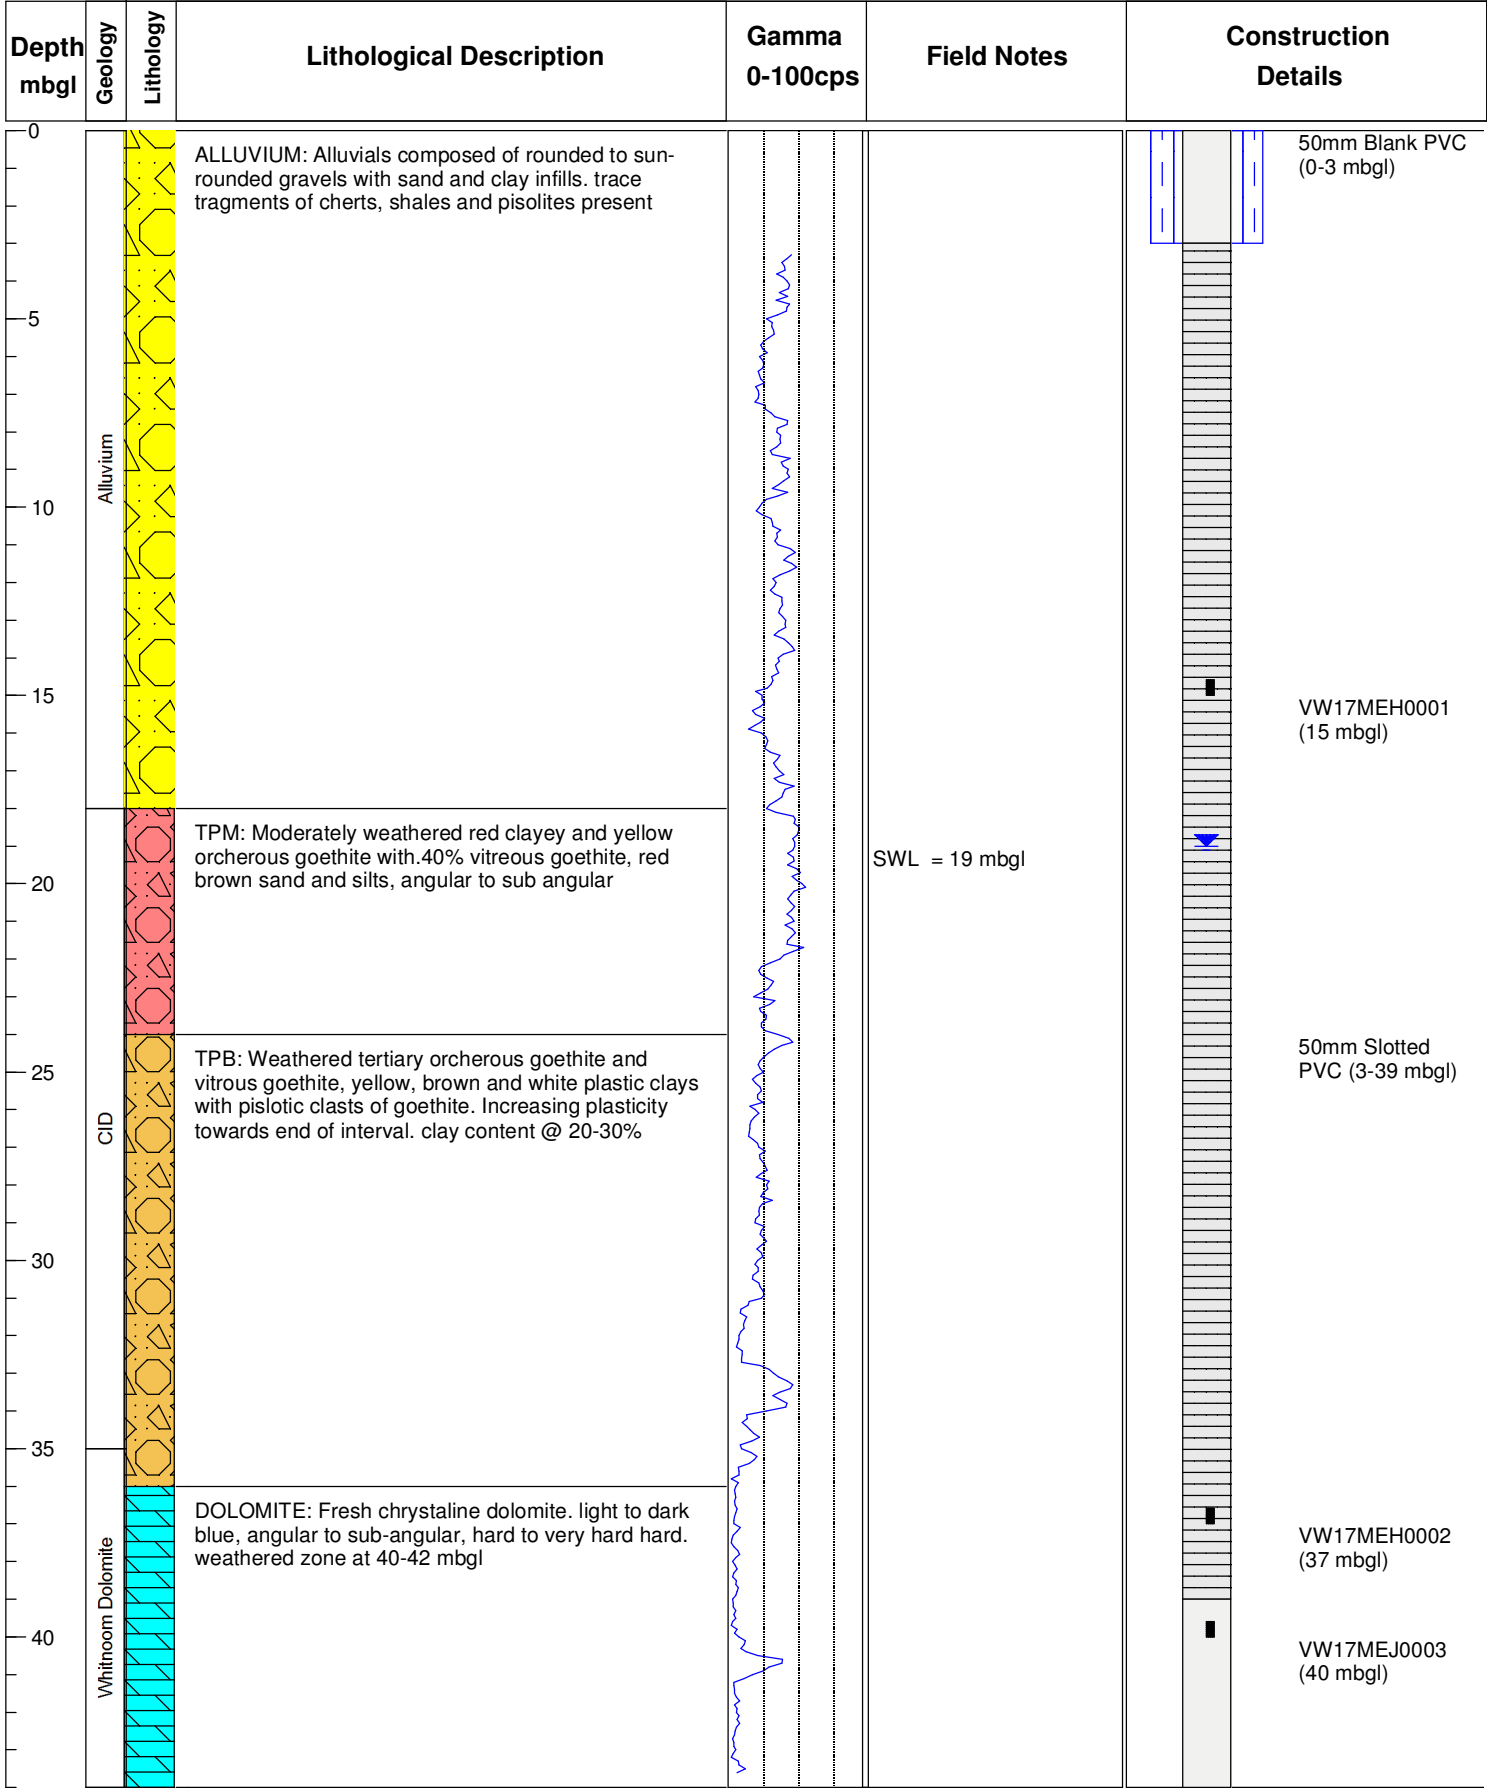 Depth
mbgl
Geology
Lithology
Lithological Description
Gamma
0-100cps
Field Notes
Construction
Details
0
5
10
15
20
25
30
35
40
Alluvium
CID
Whitnoom Dolomite
ALLUVIUM: Alluvials composed of rounded to sun-
rounded gravels with sand and clay infills. trace
tragments of cherts, shales and pisolites present
TPM: Moderately weathered red clayey and yellow
orcherous goethite with.40% vitreous goethite, red
brown sand and silts, angular to sub angular
TPB: Weathered tertiary orcherous goethite and
vitrous goethite, yellow, brown and white plastic clays
with pislotic clasts of goethite. Increasing plasticity
towards end of interval. clay content @ 20-30%
DOLOMITE: Fresh chrystaline dolomite. light to dark
blue, angular to sub-angular, hard to very hard hard.
weathered zone at 40-42 mbgl
SWL = 19 mbgl
50mm Blank PVC
(0-3 mbgl)
VW17MEH0001
(15 mbgl)
50mm Slotted
PVC (3-39 mbgl)
VW17MEH0002
(37 mbgl)
VW17MEJ0003
(40 mbgl)